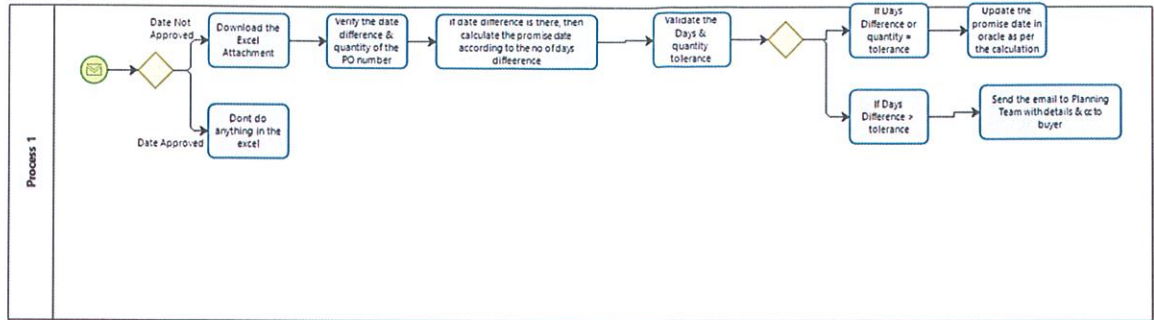 Process 1
Date Not
Approved
Date Approved
Download the
Excel
Attachment
Dont do
anything in the
excel
Verify the date
difference &
quantity of the
PO number
If date difference is there, then
calculate the promise date
according to the no of days
differerence
Validate the
Days &
quantity
tolerance
If Days
Difference or
quantity =
tolerance
Update the
promise date in
oracle as per
the calculation
If Days
Difference >
tolerance
Send the email to Planning
Team with details & cc to
buyer